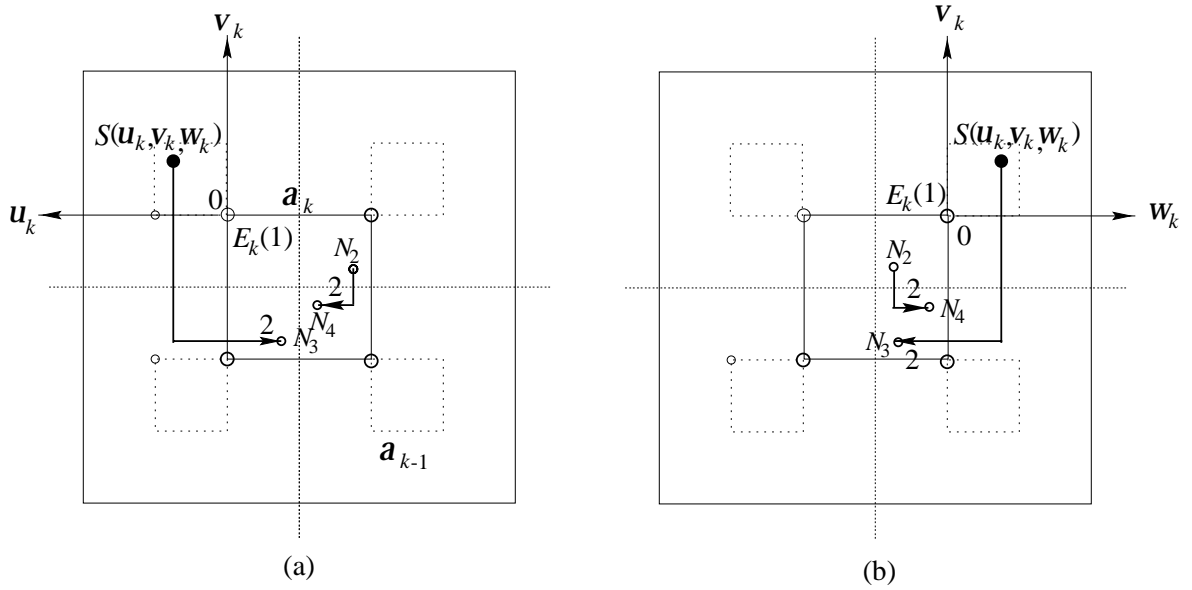 v_k
S(u_k,v_k,w_k)
0
a_k
u_k
E_k(1)
N_2
2
N_4
2
N_3
a_{k-1}
(a)
v_k
S(u_k,v_k,w_k)
E_k(1)
w_k
0
N_2
2
N_4
N_3
2
(b)